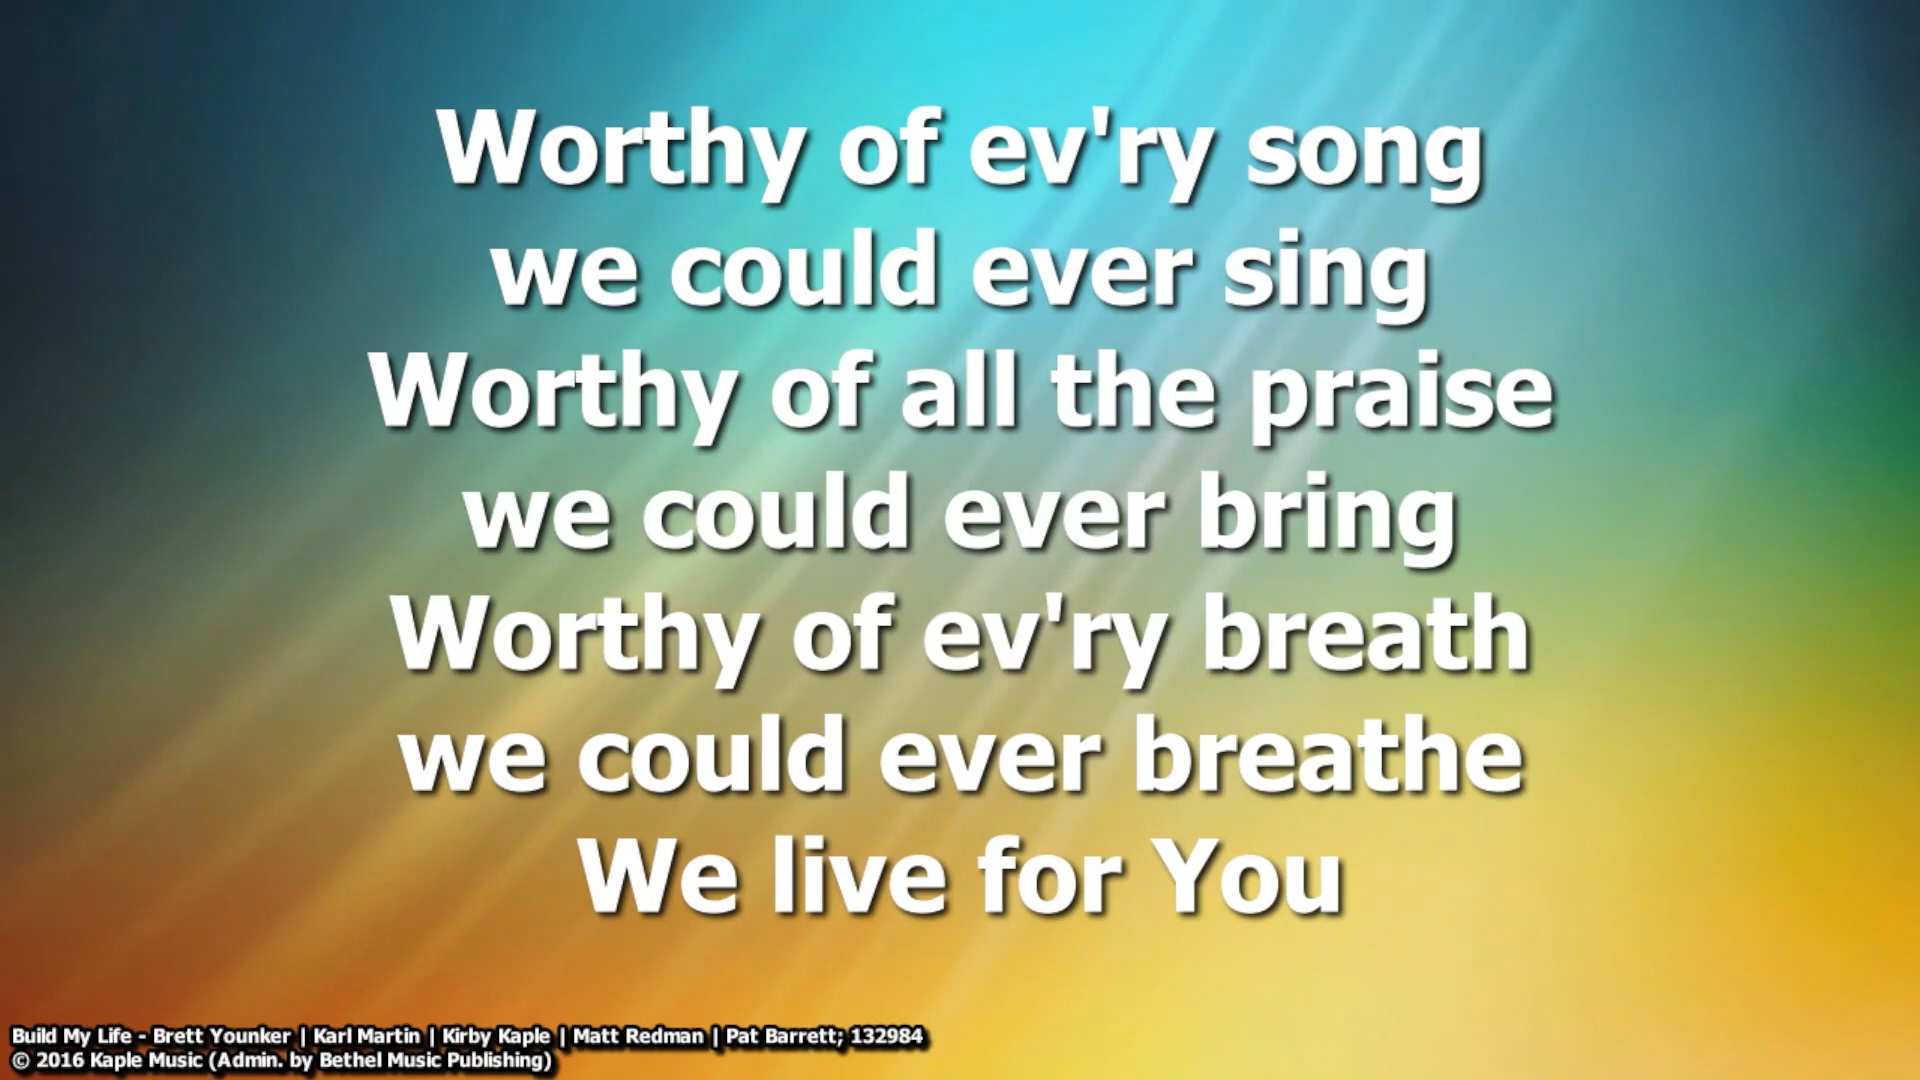 Worthy of ev'ry song
we could ever sing
Worthy of all the praise
we could ever bring
Worthy of ev'ry breath
we could ever breathe
We live for You
Build My Life - Brett Younker | Karl Martin | Kirby Kaple | Matt Redman | Pat Barrett; 132984
© 2016 Kaple Music (Admin. by Bethel Music Publishing)